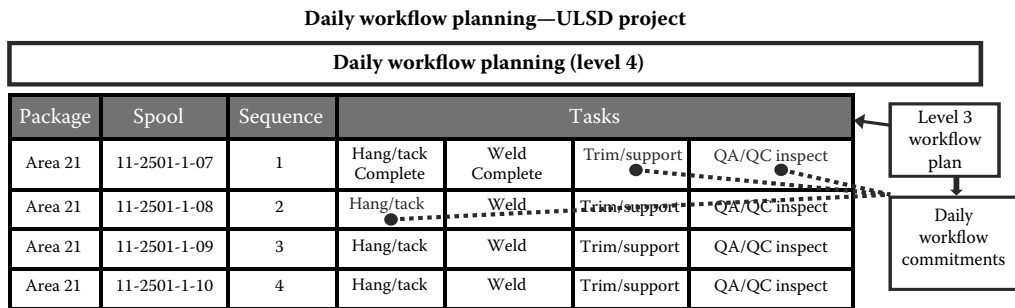 Daily workflow planning—ULSD project
Daily workflow planning (level 4)
Package Spool Sequence Tasks
Level 3
workflow
plan
Area 21 11-2501-1-07 1 Hang/tack Weld Trim/support QA/QC inspect
Complete Complete
Area 21 11-2501-1-08 2 Hang/tack Weld Trim/support QA/QC inspect
Area 21 11-2501-1-09 3 Hang/tack Weld Trim/support QA/QC inspect
Area 21 11-2501-1-10 4 Hang/tack Weld Trim/support QA/QC inspect
Daily
workflow
commitments